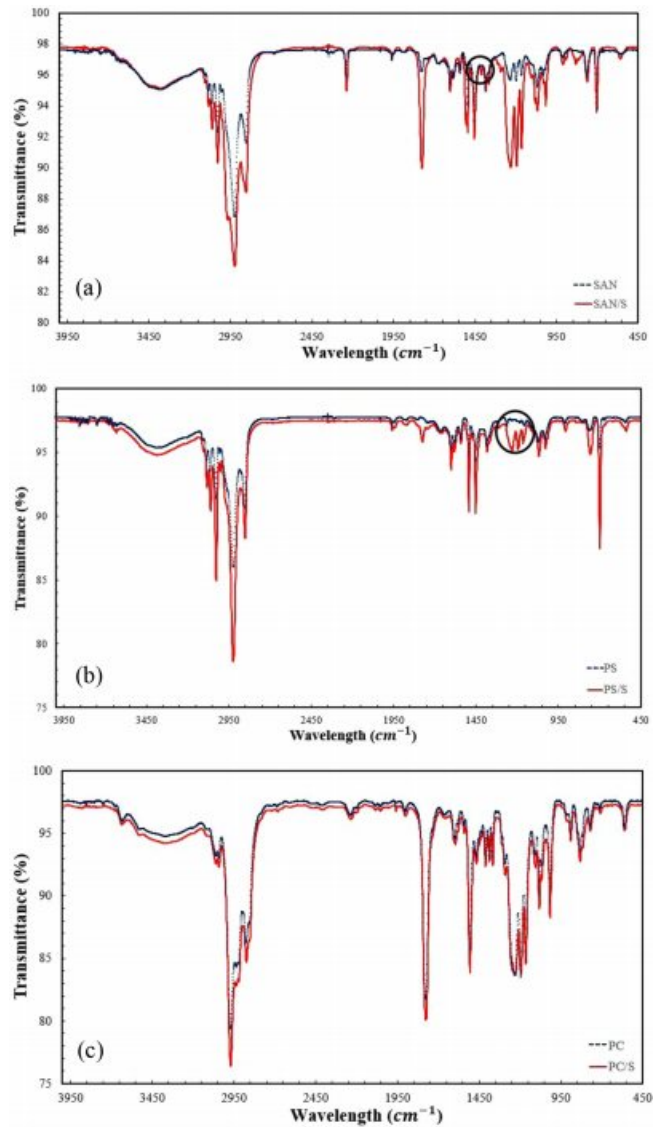 100
98
96
94
92
90
88
86
84
82
80
Transmittance (%)
(a)
SAN
SAN/S
3950 3450 2950 2450 1950 1450 950 450
Wavelength (cm⁻¹)
100
95
90
85
80
75
Transmittance (%)
(b)
PS
PS/S
3950 3450 2950 2450 1950 1450 950 450
Wavelength (cm⁻¹)
100
95
90
85
80
75
Transmittance (%)
(c)
PC
PC/S
3950 3450 2950 2450 1950 1450 950 450
Wavelength (cm⁻¹)